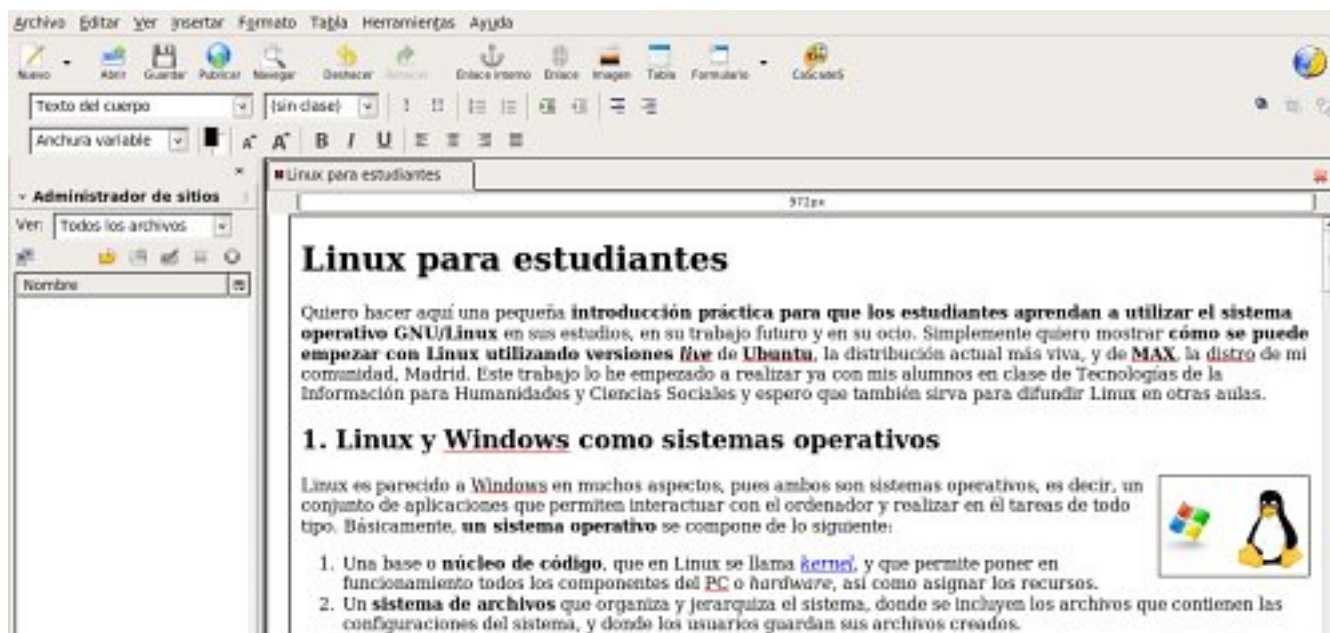 Archivo Editar Ver Insertar Formato Tabla Herramientas Ayuda
Nuevo Abrir Guardar Publicar Navegar Deshacer Rehacer Enlace interno Enlace Imagen Tabla Formulario CaScadeS
Texto del cuerpo (sin clase) ! !!
Anchura variable A A B I U
Linux para estudiantes
Administrador de sitios
972px
Ver: Todos los archivos
Nombre
Linux para estudiantes
Quiero hacer aquí una pequeña introducción práctica para que los estudiantes aprendan a utilizar el sistema
operativo GNU/Linux en sus estudios, en su trabajo futuro y en su ocio. Simplemente quiero mostrar cómo se puede
empezar con Linux utilizando versiones live de Ubuntu, la distribución actual más viva, y de MAX, la distro de mi
comunidad, Madrid. Este trabajo lo he empezado a realizar ya con mis alumnos en clase de Tecnologías de la
Información para Humanidades y Ciencias Sociales y espero que también sirva para difundir Linux en otras aulas.
1. Linux y Windows como sistemas operativos
Linux es parecido a Windows en muchos aspectos, pues ambos son sistemas operativos, es decir, un
conjunto de aplicaciones que permiten interactuar con el ordenador y realizar en él tareas de todo
tipo. Básicamente, un sistema operativo se compone de lo siguiente:
1. Una base o núcleo de código, que en Linux se llama kernel, y que permite poner en
funcionamiento todos los componentes del PC o hardware, así como asignar los recursos.
2. Un sistema de archivos que organiza y jerarquiza el sistema, donde se incluyen los archivos que contienen las
configuraciones del sistema, y donde los usuarios guardan sus archivos creados.